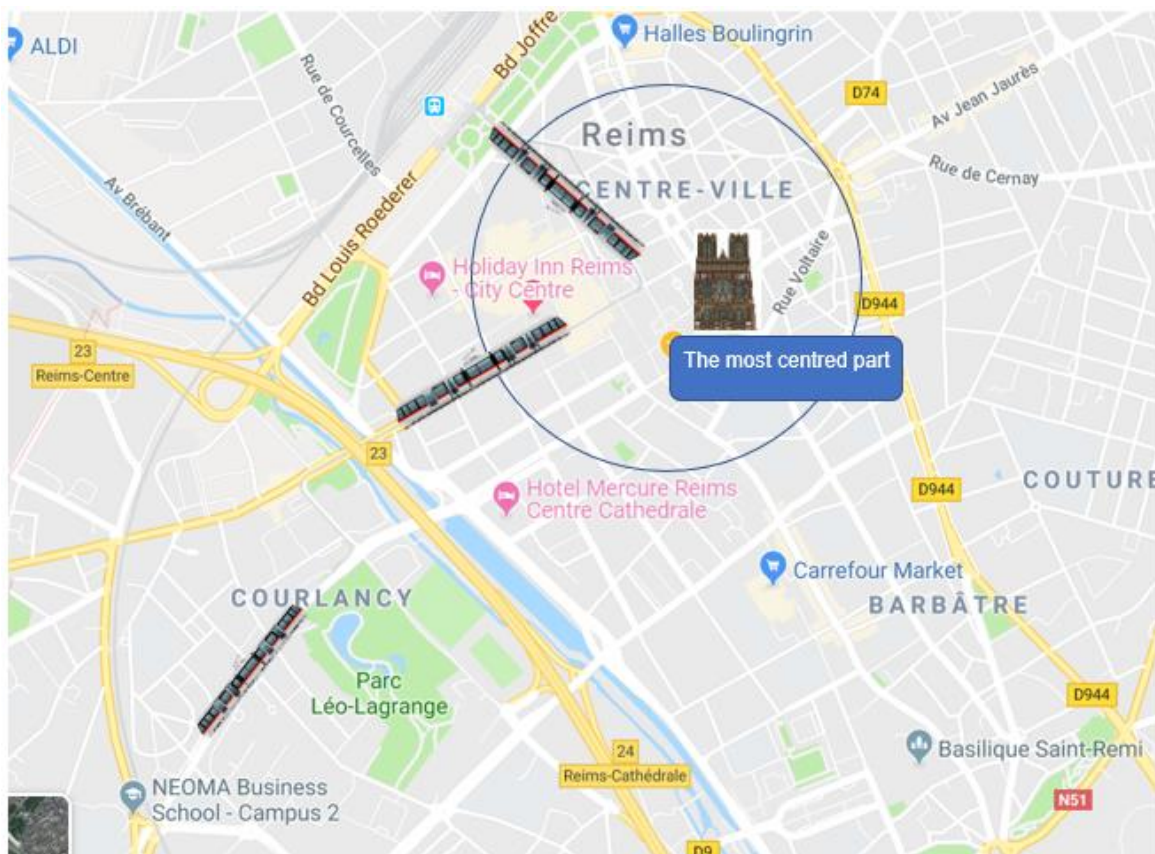 ALDI
Rue de Courcelles
Bd Joffre
Halles Boulingrin
D74
Av Jean Jaurès
Reims
CENTRE-VILLE
Rue de Cernay
Av Brébant
Bd Louis Roederer
Holiday Inn Reims
- City Centre
Rue Voltaire
D944
23
Reims-Centre
The most centred part
23
Hotel Mercure Reims
Centre Cathedrale
D944
COUTURE
Carrefour Market
BARBÂTRE
COURLANCY
Parc
Léo-Lagrange
D944
24
Reims-Cathédrale
Basilique Saint-Remi
NEOMA Business
School - Campus 2
N51
D9